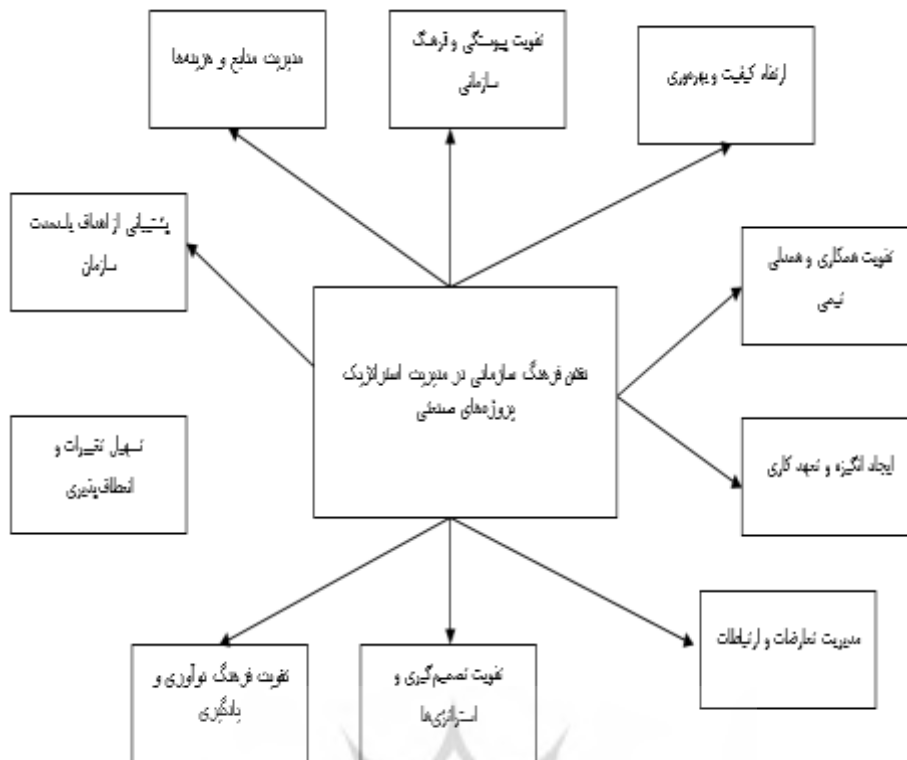 ارتقاء کیفیت و بهره‌وری
تقویت پیوستگی و فرهنگ
سازمانی
مدیریت منابع و هزینه‌ها
پشتیبانی از اهداف بلندمدت
سازمان
تقویت همکاری و همدلی
تیمی
نقش فرهنگ سازمانی در مدیریت استراتژیک
پروژه‌های صنعتی
ایجاد انگیزه و تعهد کاری
تسهیل تغییرات و
انعطاف‌پذیری
مدیریت تعارضات و ارتباطات
تقویت تصمیم‌گیری و
استراتژی‌ها
تقویت فرهنگ نوآوری و
یادگیری